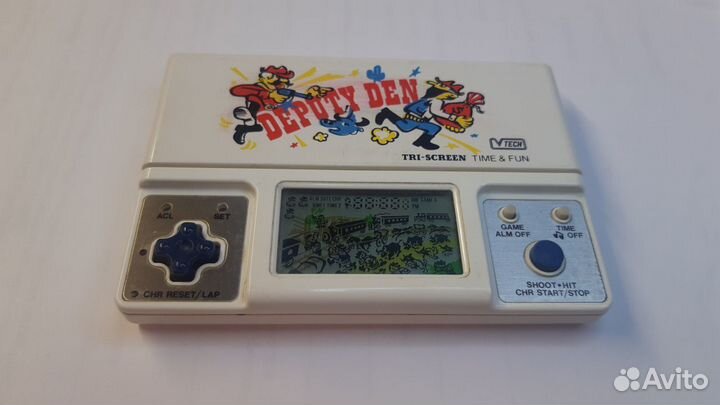 DEPUTY DEN
V TECH
TRI-SCREEN TIME & FUN
ACL SET
CHR RESET/LAP
GAME TIME
ALM OFF OFF
SHOOT•HIT
CHR START/STOP
Avito